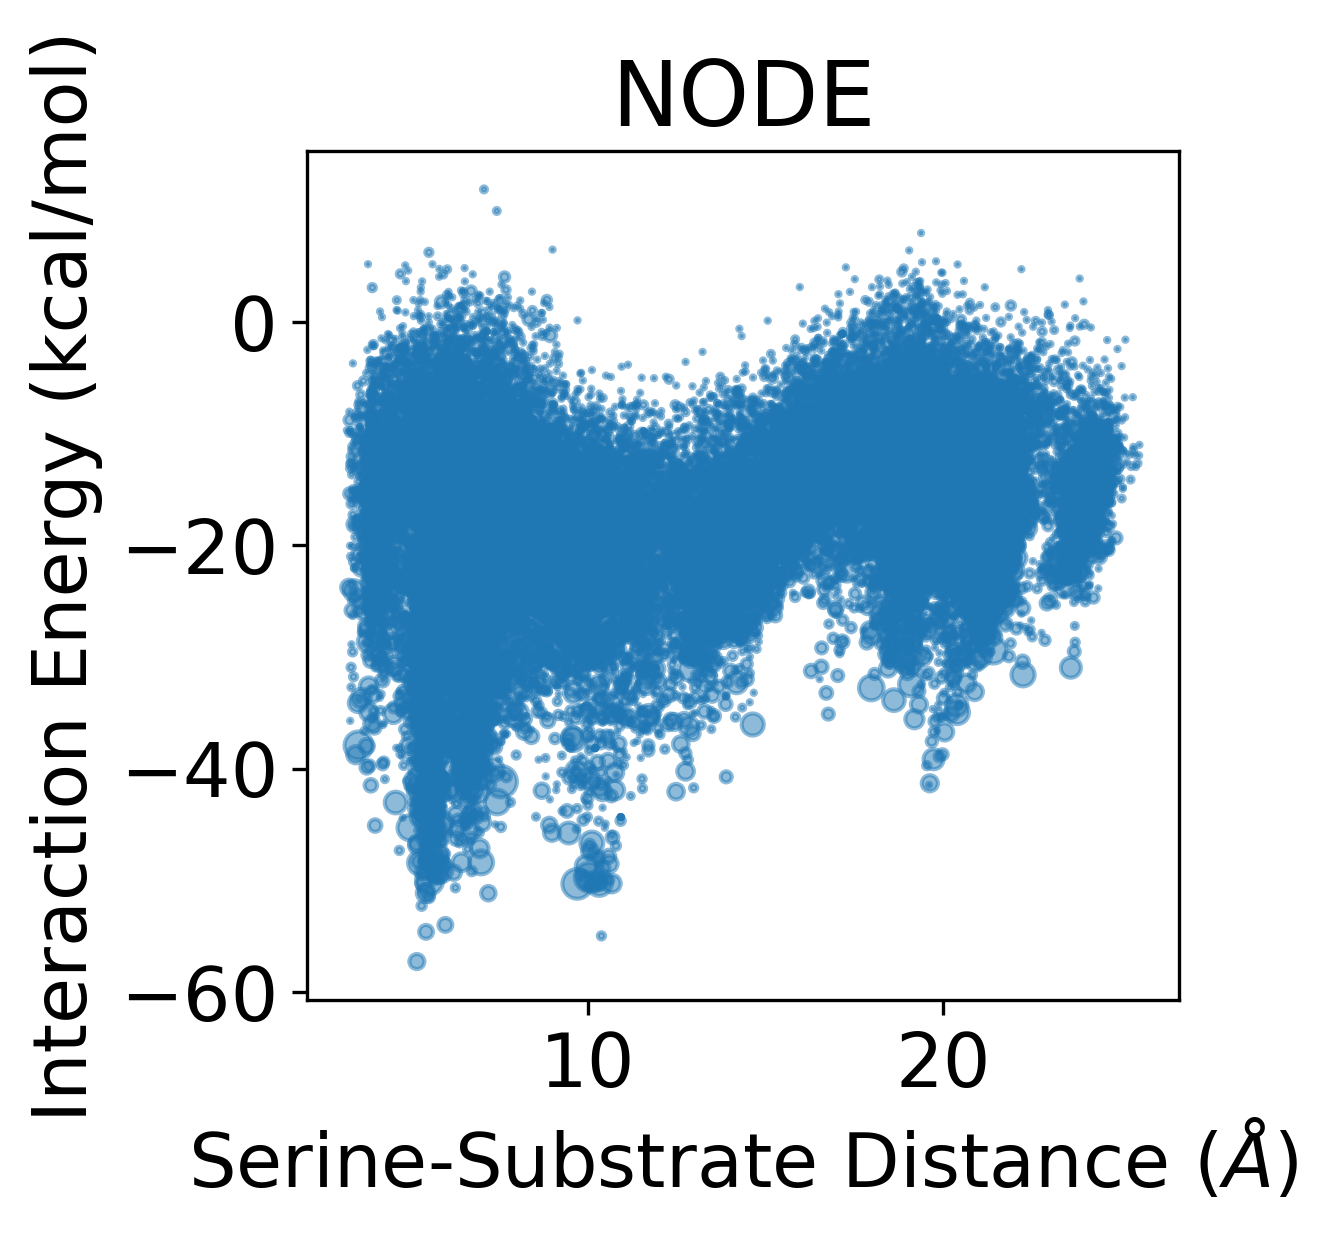 NODE
Interaction Energy (kcal/mol)
0
−20
−40
−60
10 20
Serine-Substrate Distance (Å)